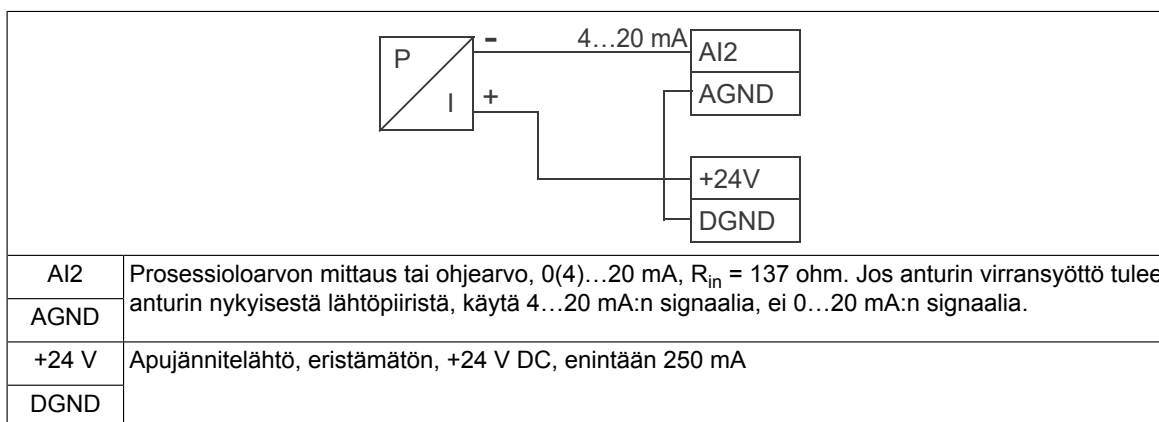 P
I
-
+
4…20 mA
AI2
AGND
+24V
DGND
AI2
Prosessioloarvon mittaus tai ohjearvo, 0(4)…20 mA, Rin = 137 ohm. Jos anturin virransyöttö tulee
anturin nykyisestä lähtöpiiristä, käytä 4…20 mA:n signaalia, ei 0…20 mA:n signaalia.
AGND
+24 V
Apujännitelähtö, eristämätön, +24 V DC, enintään 250 mA
DGND